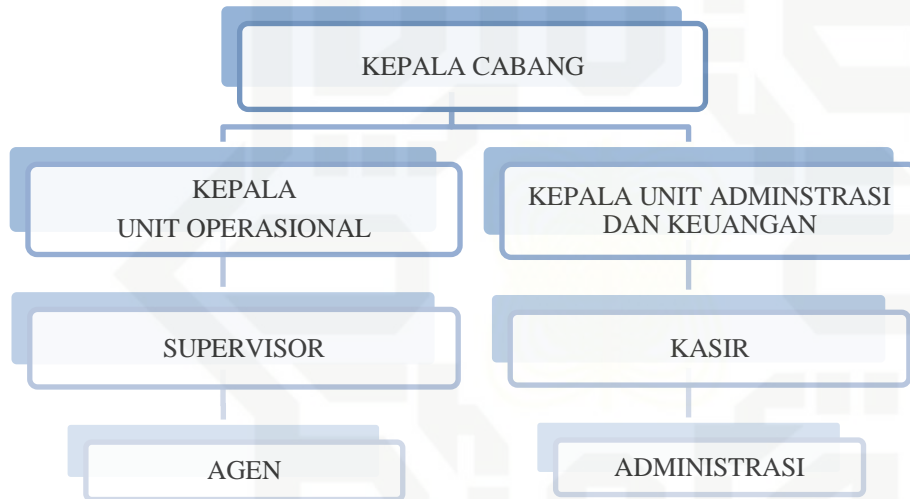 KEPALA CABANG
KEPALA
UNIT OPERASIONAL
KEPALA UNIT ADMINSTRASI
DAN KEUANGAN
SUPERVISOR
KASIR
AGEN
ADMINISTRASI